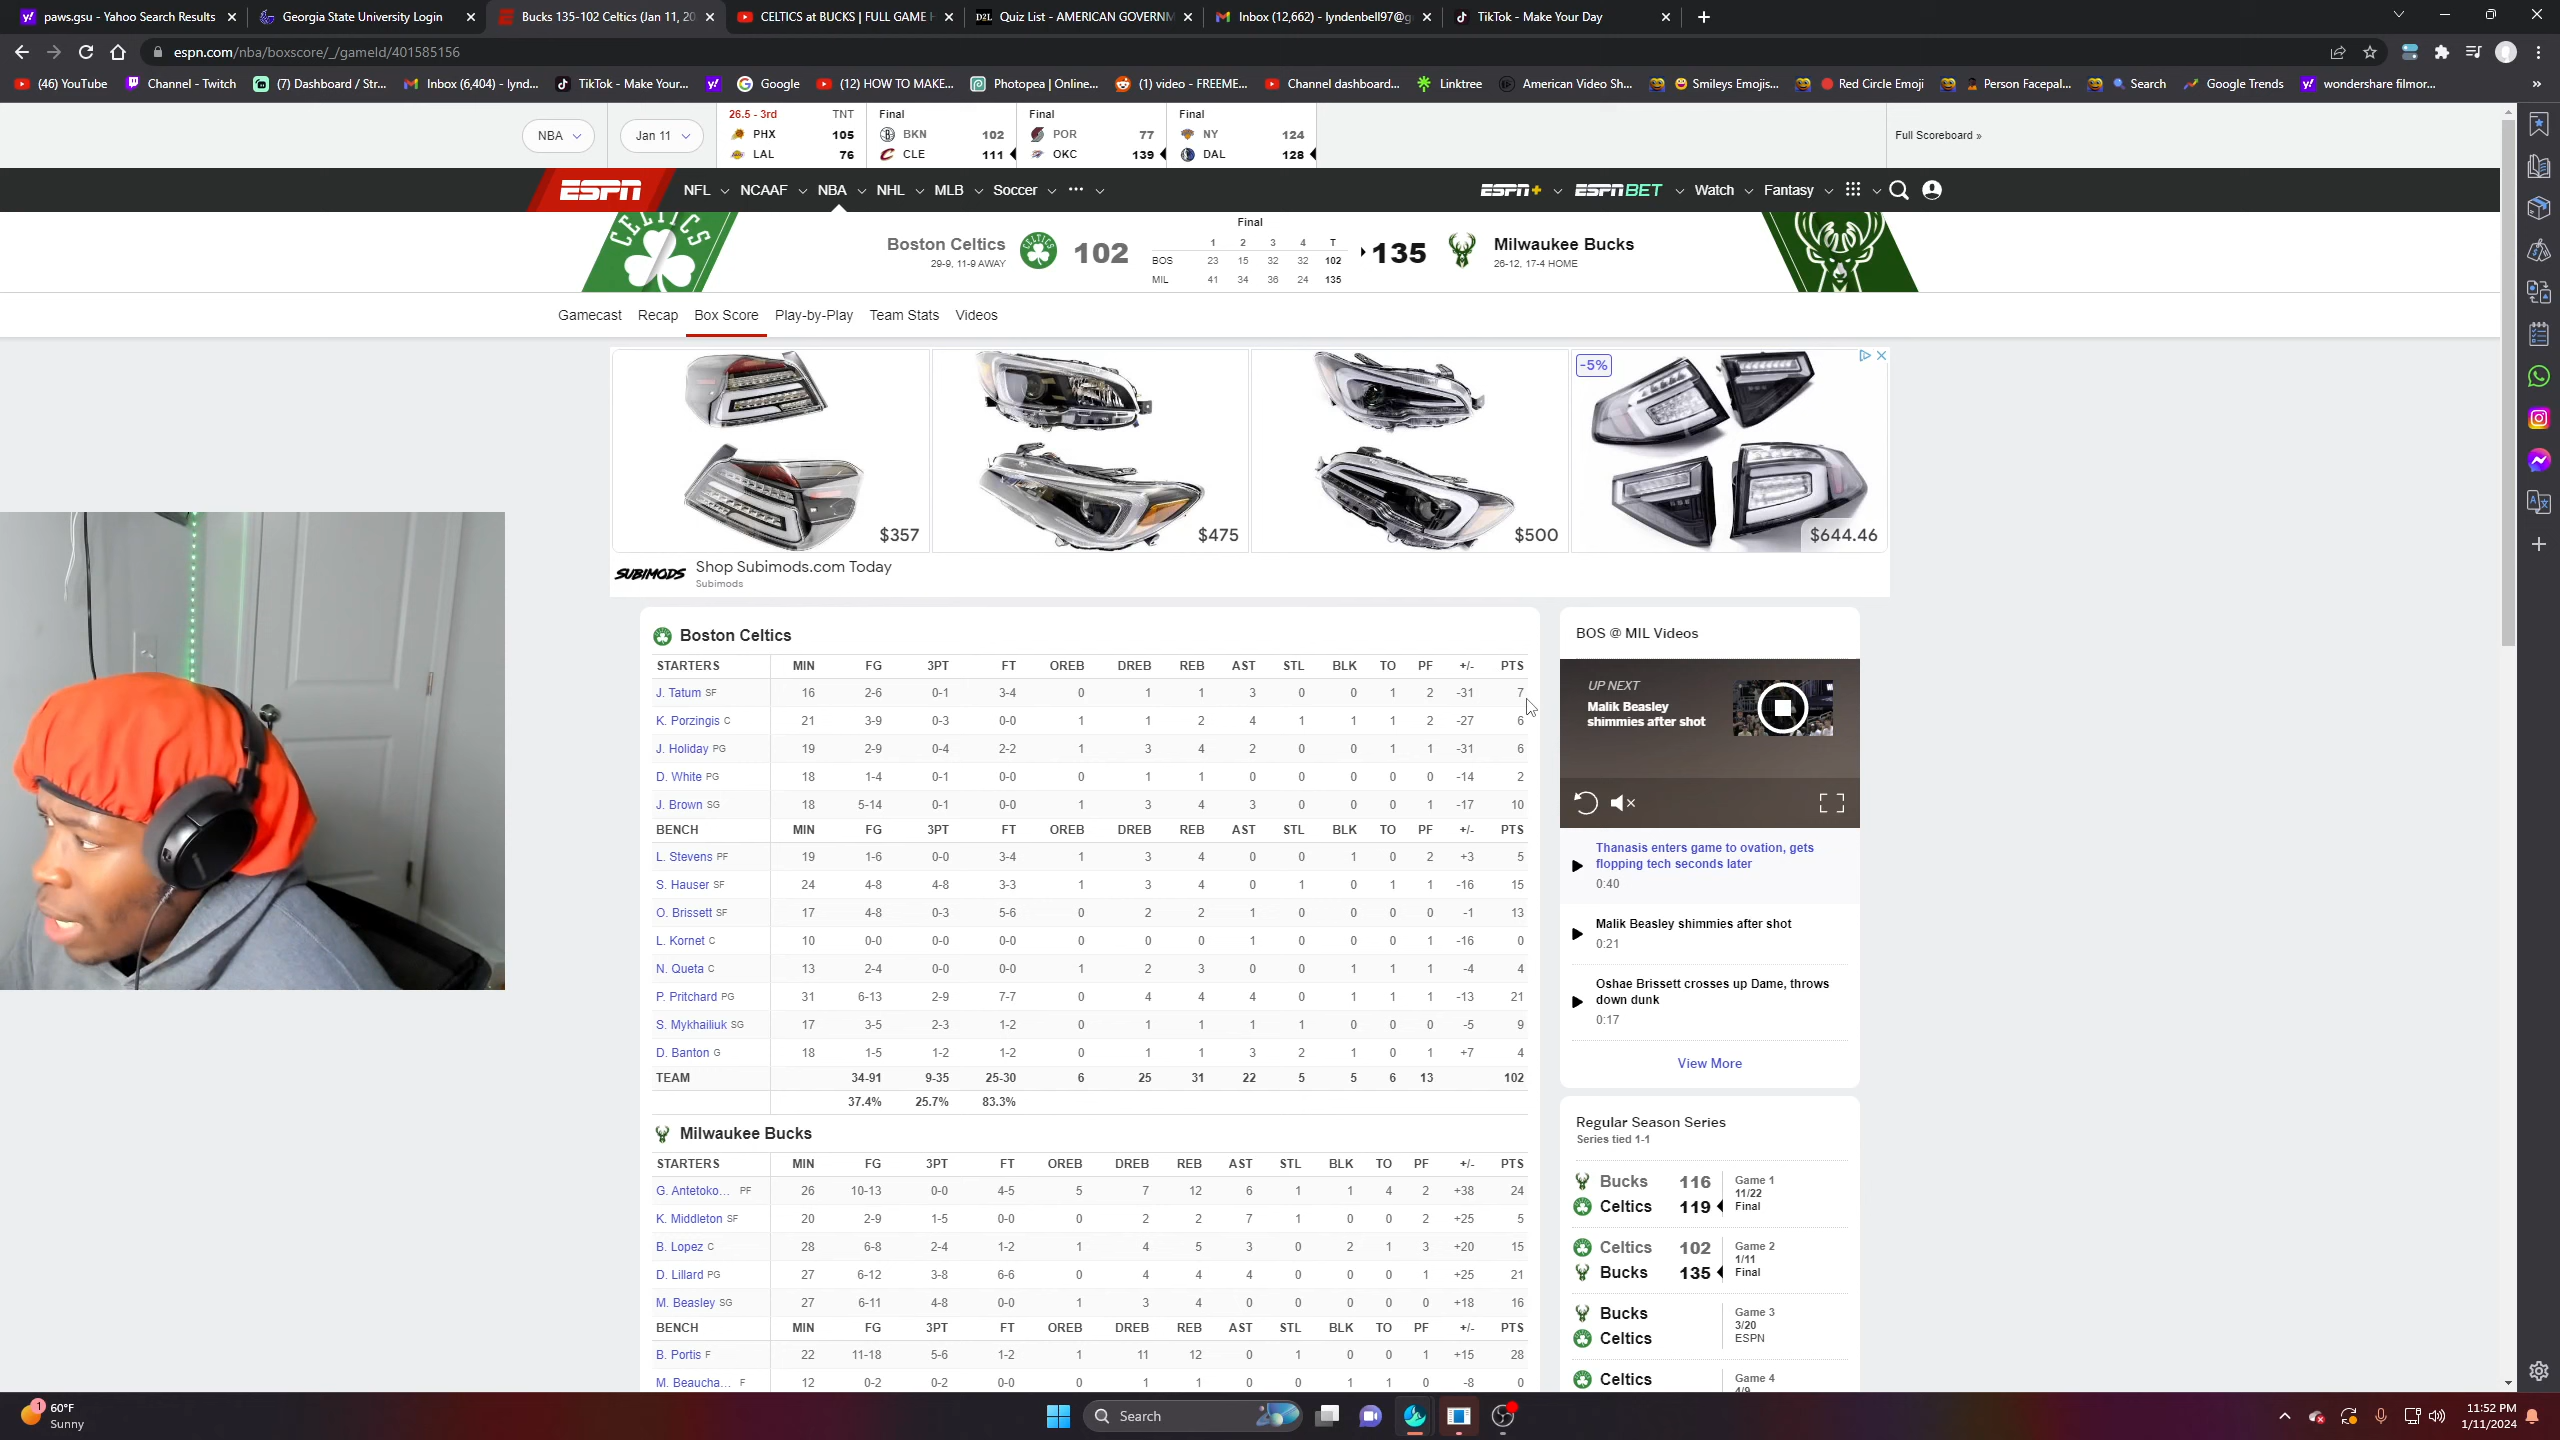 paws.gsu - Yahoo Search Results
Georgia State University Login
Bucks 135-102 Celtics (Jan 11, 20
CELTICS at BUCKS | FULL GAME H
D2L Quiz List - AMERICAN GOVERNM
Inbox (12,662) - lyndenbell97@g
TikTok - Make Your Day
espn.com/nba/boxscore/_/gameId/401585156
(46) YouTube
Channel - Twitch
(7) Dashboard / Str...
Inbox (6,404) - lynd...
TikTok - Make Your...
Google
(12) HOW TO MAKE...
Photopea | Online...
(1) video - FREEME...
Channel dashboard...
Linktree
American Video Sh...
Smileys Emojis...
Red Circle Emoji
Person Facepal...
Search
Google Trends
wondershare filmor...
NBA
Jan 11
26.5 - 3rd TNT
PHX 105
LAL 76
Final
BKN 102
CLE 111
Final
POR 77
OKC 139
Final
NY 124
DAL 128
Full Scoreboard »
ESPN NFL NCAAF NBA NHL MLB Soccer ••• ESPN+ ESPN BET Watch Fantasy
CELTICS
Boston Celtics
29-9, 11-9 AWAY
102
Final
1 2 3 4 T
BOS 23 15 32 32 102
MIL 41 34 36 24 135
135
Milwaukee Bucks
26-12, 17-4 HOME
Gamecast Recap Box Score Play-by-Play Team Stats Videos
-5%
$357 $475 $500 $644.46
SUBIMODS Shop Subimods.com Today
Subimods
Boston Celtics
STARTERS MIN FG 3PT FT OREB DREB REB AST STL BLK TO PF +/- PTS
J. Tatum SF 16 2-6 0-1 3-4 0 1 1 3 0 0 1 2 -31 7
K. Porzingis C 21 3-9 0-3 0-0 1 1 2 4 1 1 1 2 -27 6
J. Holiday PG 19 2-9 0-4 2-2 1 3 4 2 0 0 1 1 -31 6
D. White PG 18 1-4 0-1 0-0 0 1 1 0 0 0 0 0 -14 2
J. Brown SG 18 5-14 0-1 0-0 1 3 4 3 0 0 0 1 -17 10
BENCH MIN FG 3PT FT OREB DREB REB AST STL BLK TO PF +/- PTS
L. Stevens PF 19 1-6 0-0 3-4 1 3 4 0 0 1 0 2 +3 5
S. Hauser SF 24 4-8 4-8 3-3 1 3 4 0 1 0 1 1 -16 15
O. Brissett SF 17 4-8 0-3 5-6 0 2 2 1 0 0 0 0 -1 13
L. Kornet C 10 0-0 0-0 0-0 0 0 0 1 0 0 0 1 -16 0
N. Queta C 13 2-4 0-0 0-0 1 2 3 0 0 1 1 1 -4 4
P. Pritchard PG 31 6-13 2-9 7-7 0 4 4 4 0 1 1 1 -13 21
S. Mykhailiuk SG 17 3-5 2-3 1-2 0 1 1 1 1 0 0 0 -5 9
D. Banton G 18 1-5 1-2 1-2 0 1 1 3 2 1 0 1 +7 4
TEAM 34-91 9-35 25-30 6 25 31 22 5 5 6 13 102
37.4% 25.7% 83.3%
Milwaukee Bucks
STARTERS MIN FG 3PT FT OREB DREB REB AST STL BLK TO PF +/- PTS
G. Antetoko... PF 26 10-13 0-0 4-5 5 7 12 6 1 1 4 2 +38 24
K. Middleton SF 20 2-9 1-5 0-0 0 2 2 7 1 0 0 2 +25 5
B. Lopez C 28 6-8 2-4 1-2 1 4 5 3 0 2 1 3 +20 15
D. Lillard PG 27 6-12 3-8 6-6 0 4 4 4 0 0 0 1 +25 21
M. Beasley SG 27 6-11 4-8 0-0 1 3 4 0 0 0 0 0 +18 16
BENCH MIN FG 3PT FT OREB DREB REB AST STL BLK TO PF +/- PTS
B. Portis F 22 11-18 5-6 1-2 1 11 12 0 1 0 0 1 +15 28
M. Beaucha... F 12 0-2 0-2 0-0 0 1 1 0 0 1 1 0 -8 0
BOS @ MIL Videos
UP NEXT
Malik Beasley
shimmies after shot
Thanasis enters game to ovation, gets
flopping tech seconds later
0:40
Malik Beasley shimmies after shot
0:21
Oshae Brissett crosses up Dame, throws
down dunk
0:17
View More
Regular Season Series
Series tied 1-1
Bucks 116 Game 1
11/22
Celtics 119 Final
Celtics 102 Game 2
1/11
Bucks 135 Final
Bucks Game 3
3/20
Celtics ESPN
Celtics Game 4
4/9
1
60°F
Sunny
Search
11:52 PM
1/11/2024